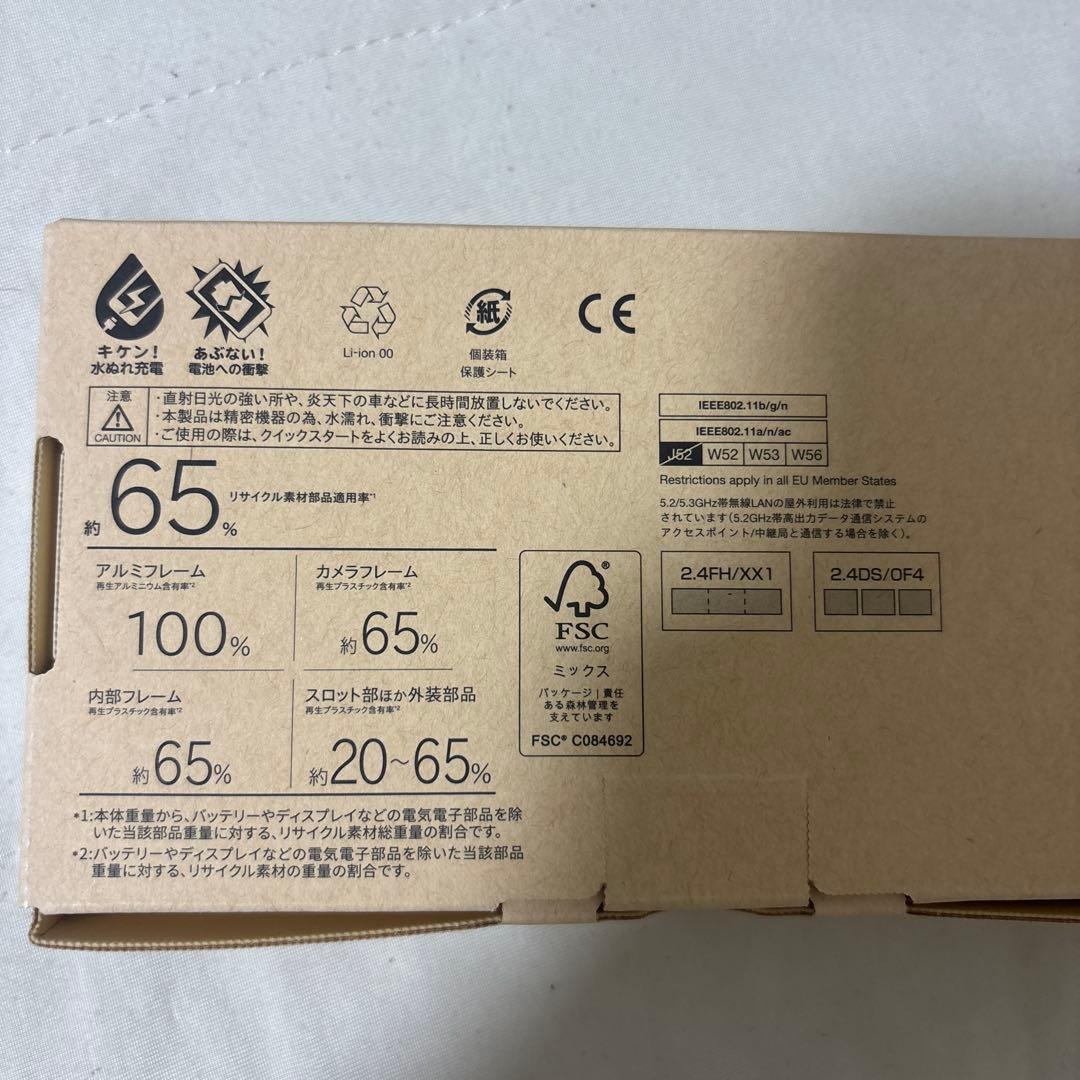 キケン！
水ぬれ充電
あぶない！
電池への衝撃
Li-ion 00
紙
個装箱
保護シート
CE
注意
CAUTION
・直射日光の強い所や、炎天下の車などに長時間放置しないでください。
・本製品は精密機器の為、水濡れ、衝撃にご注意ください。
・ご使用の際は、クイックスタートをよくお読みの上、正しくお使いください。
IEEE802.11b/g/n
IEEE802.11a/n/ac
J52 W52 W53 W56
Restrictions apply in all EU Member States
5.2/5.3GHz帯無線LANの屋外利用は法律で禁止
されています(5.2GHz帯高出力データ通信システムの
アクセスポイント/中継局と通信する場合を除く)。
2.4FH/XX1
2.4DS/OF4
約65% リサイクル素材部品適用率*1
アルミフレーム
再生アルミニウム含有率*2
100%
カメラフレーム
再生プラスチック含有率*2
約65%
内部フレーム
再生プラスチック含有率*2
約65%
スロット部ほか外装部品
再生プラスチック含有率*2
約20~65%
FSC
www.fsc.org
ミックス
パッケージ|責任
ある森林管理を
支えています
FSC® C084692
*1:本体重量から、バッテリーやディスプレイなどの電気電子部品を除
いた当該部品重量に対する、リサイクル素材総重量の割合です。
*2:バッテリーやディスプレイなどの電気電子部品を除いた当該部品
重量に対する、リサイクル素材の重量の割合です。